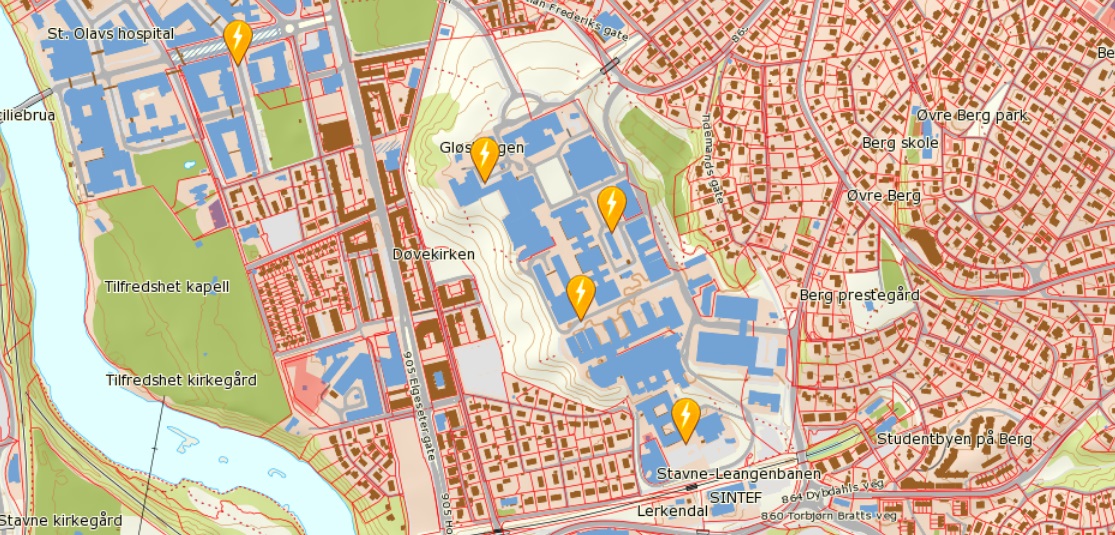 St. Olavs hospital
Øvre Berg park
Berg skole
Øvre Berg
Døvekirken
Tilfredshet kapell
Berg prestegård
Tilfredshet kirkegård
905 Elgeseter gate
Studentbyen på Berg
Stavne-Leangenbanen
864 Dybdahls veg
SINTEF
Lerkendal
860 Torbjørn Bratts veg
Stavne kirkegård